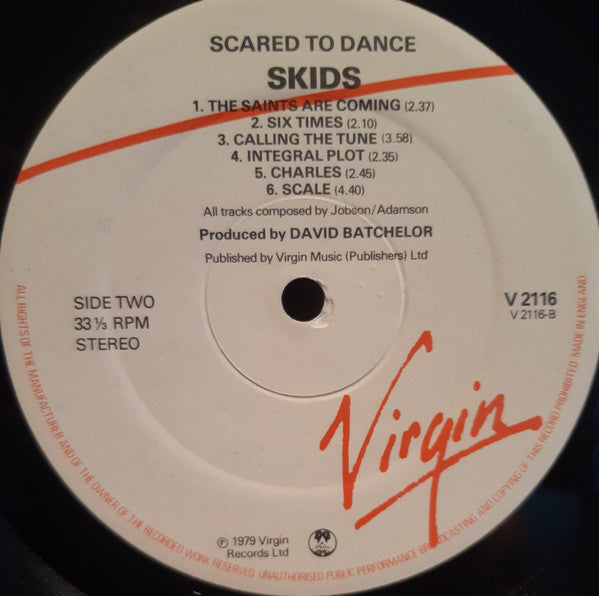 SCARED TO DANCE
SKIDS
1. THE SAINTS ARE COMING (2.37)
2. SIX TIMES (2.10)
3. CALLING THE TUNE (3.58)
4. INTEGRAL PLOT (2.35)
5. CHARLES (2.45)
6. SCALE (4.40)
All tracks composed by Jobson/Adamson
Produced by DAVID BATCHELOR
Published by Virgin Music (Publishers) Ltd
SIDE TWO
33 ⅓ RPM
STEREO
V 2116
V 2116-B
Virgin
℗ 1979 Virgin
Records Ltd
ALL RIGHTS OF THE MANUFACTURER AND OF THE OWNER OF THE RECORDED WORK RESERVED UNAUTHORISED PUBLIC PERFORMANCE BROADCASTING AND COPYING OF THIS RECORD PROHIBITED MADE IN ENGLAND